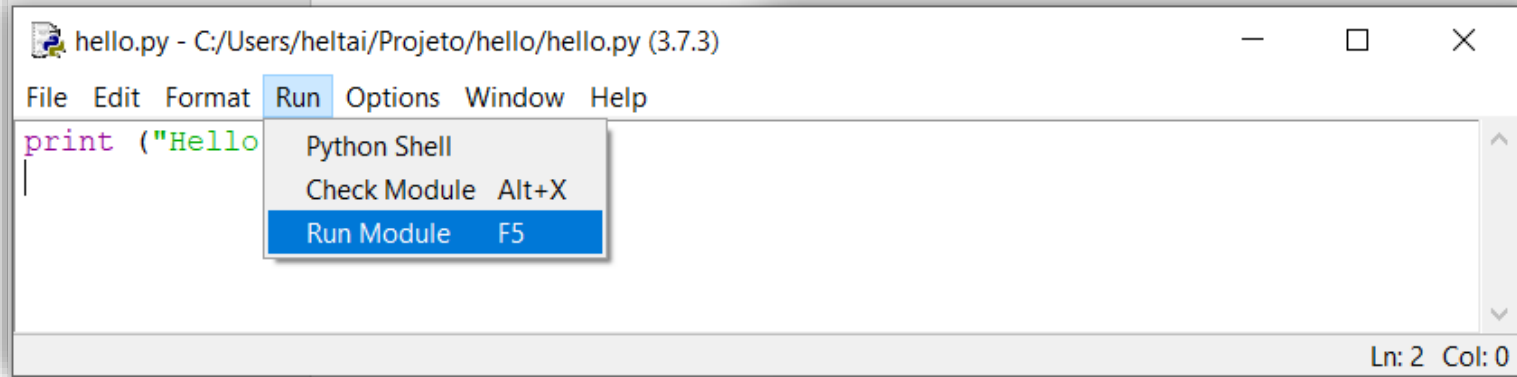 hello.py - C:/Users/heltai/Projeto/hello/hello.py (3.7.3)
File Edit Format Run Options Window Help
print ("Hello
Python Shell
Check Module Alt+X
Run Module F5
Ln: 2 Col: 0